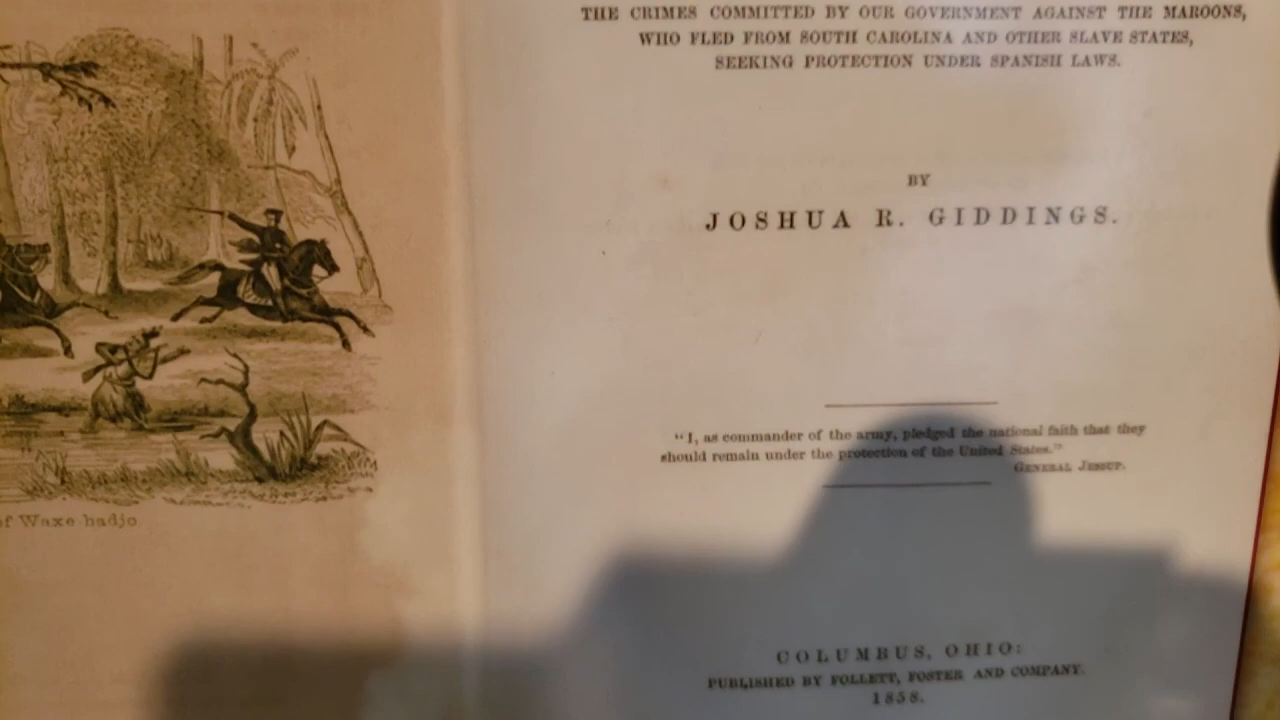 THE CRIMES COMMITTED BY OUR GOVERNMENT AGAINST THE MAROONS,
WHO FLED FROM SOUTH CAROLINA AND OTHER SLAVE STATES,
SEEKING PROTECTION UNDER SPANISH LAWS.
BY
JOSHUA R. GIDDINGS.
"I, as commander of the army, pledged the national faith that they
should remain under the protection of the United States."
GENERAL JESSUP.
COLUMBUS, OHIO:
PUBLISHED BY FOLLETT, FOSTER AND COMPANY.
1858.
of Waxe-hadjo